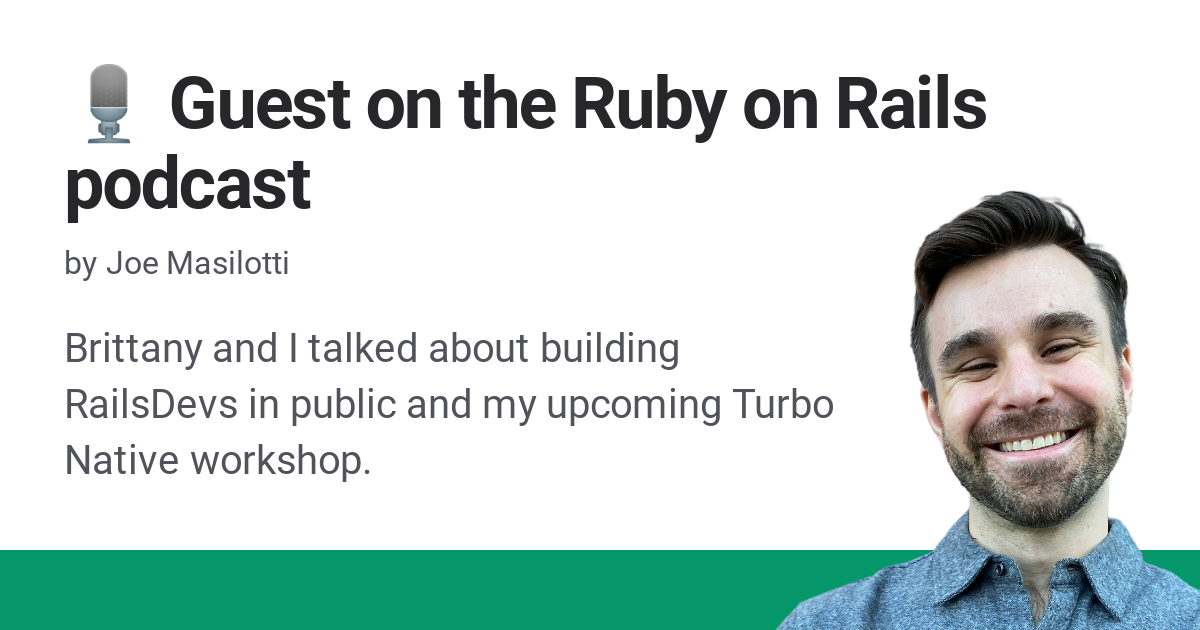 🎙️ Guest on the Ruby on Rails
podcast
by Joe Masilotti
Brittany and I talked about building
RailsDevs in public and my upcoming Turbo
Native workshop.